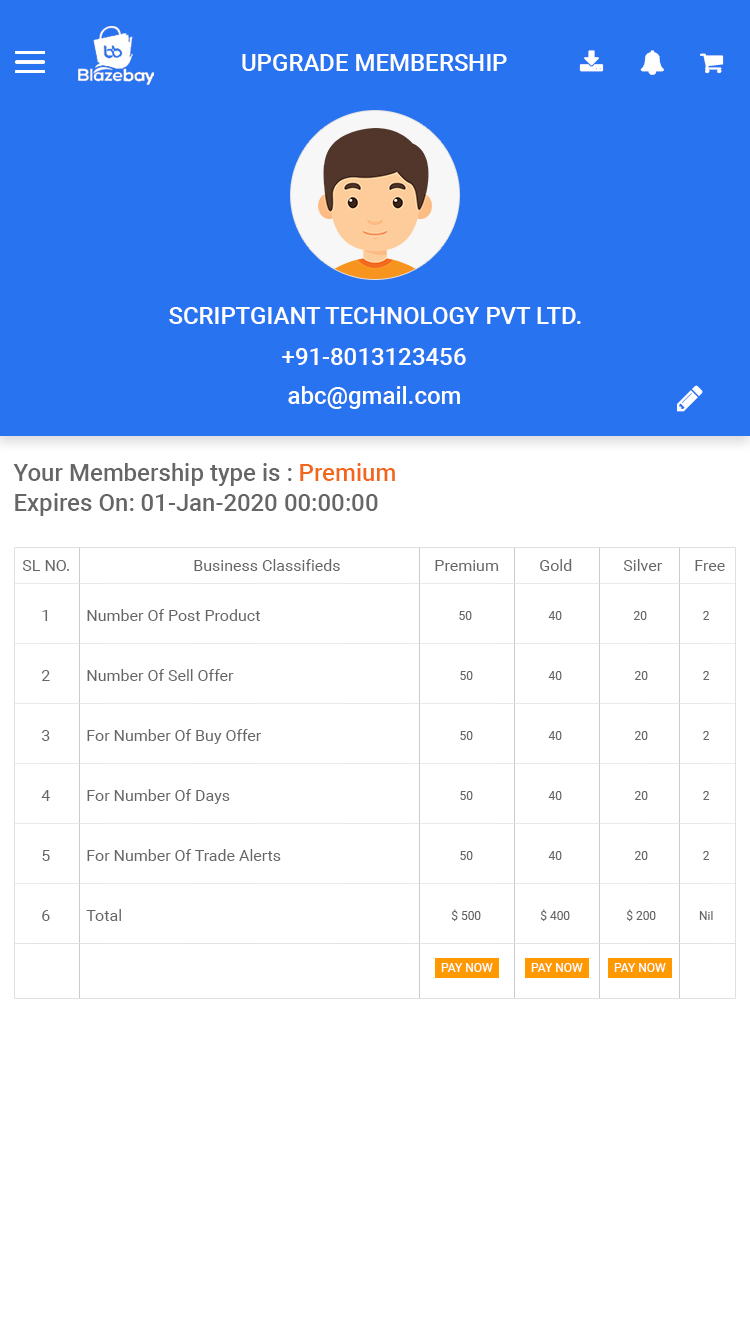 bb
Blazebay
UPGRADE MEMBERSHIP
SCRIPTGIANT TECHNOLOGY PVT LTD.
+91-8013123456
abc@gmail.com
Your Membership type is : Premium
Expires On: 01-Jan-2020 00:00:00
SL NO. Business Classifieds Premium Gold Silver Free
1 Number Of Post Product 50 40 20 2
2 Number Of Sell Offer 50 40 20 2
3 For Number Of Buy Offer 50 40 20 2
4 For Number Of Days 50 40 20 2
5 For Number Of Trade Alerts 50 40 20 2
6 Total $ 500 $ 400 $ 200 Nil
PAY NOW PAY NOW PAY NOW